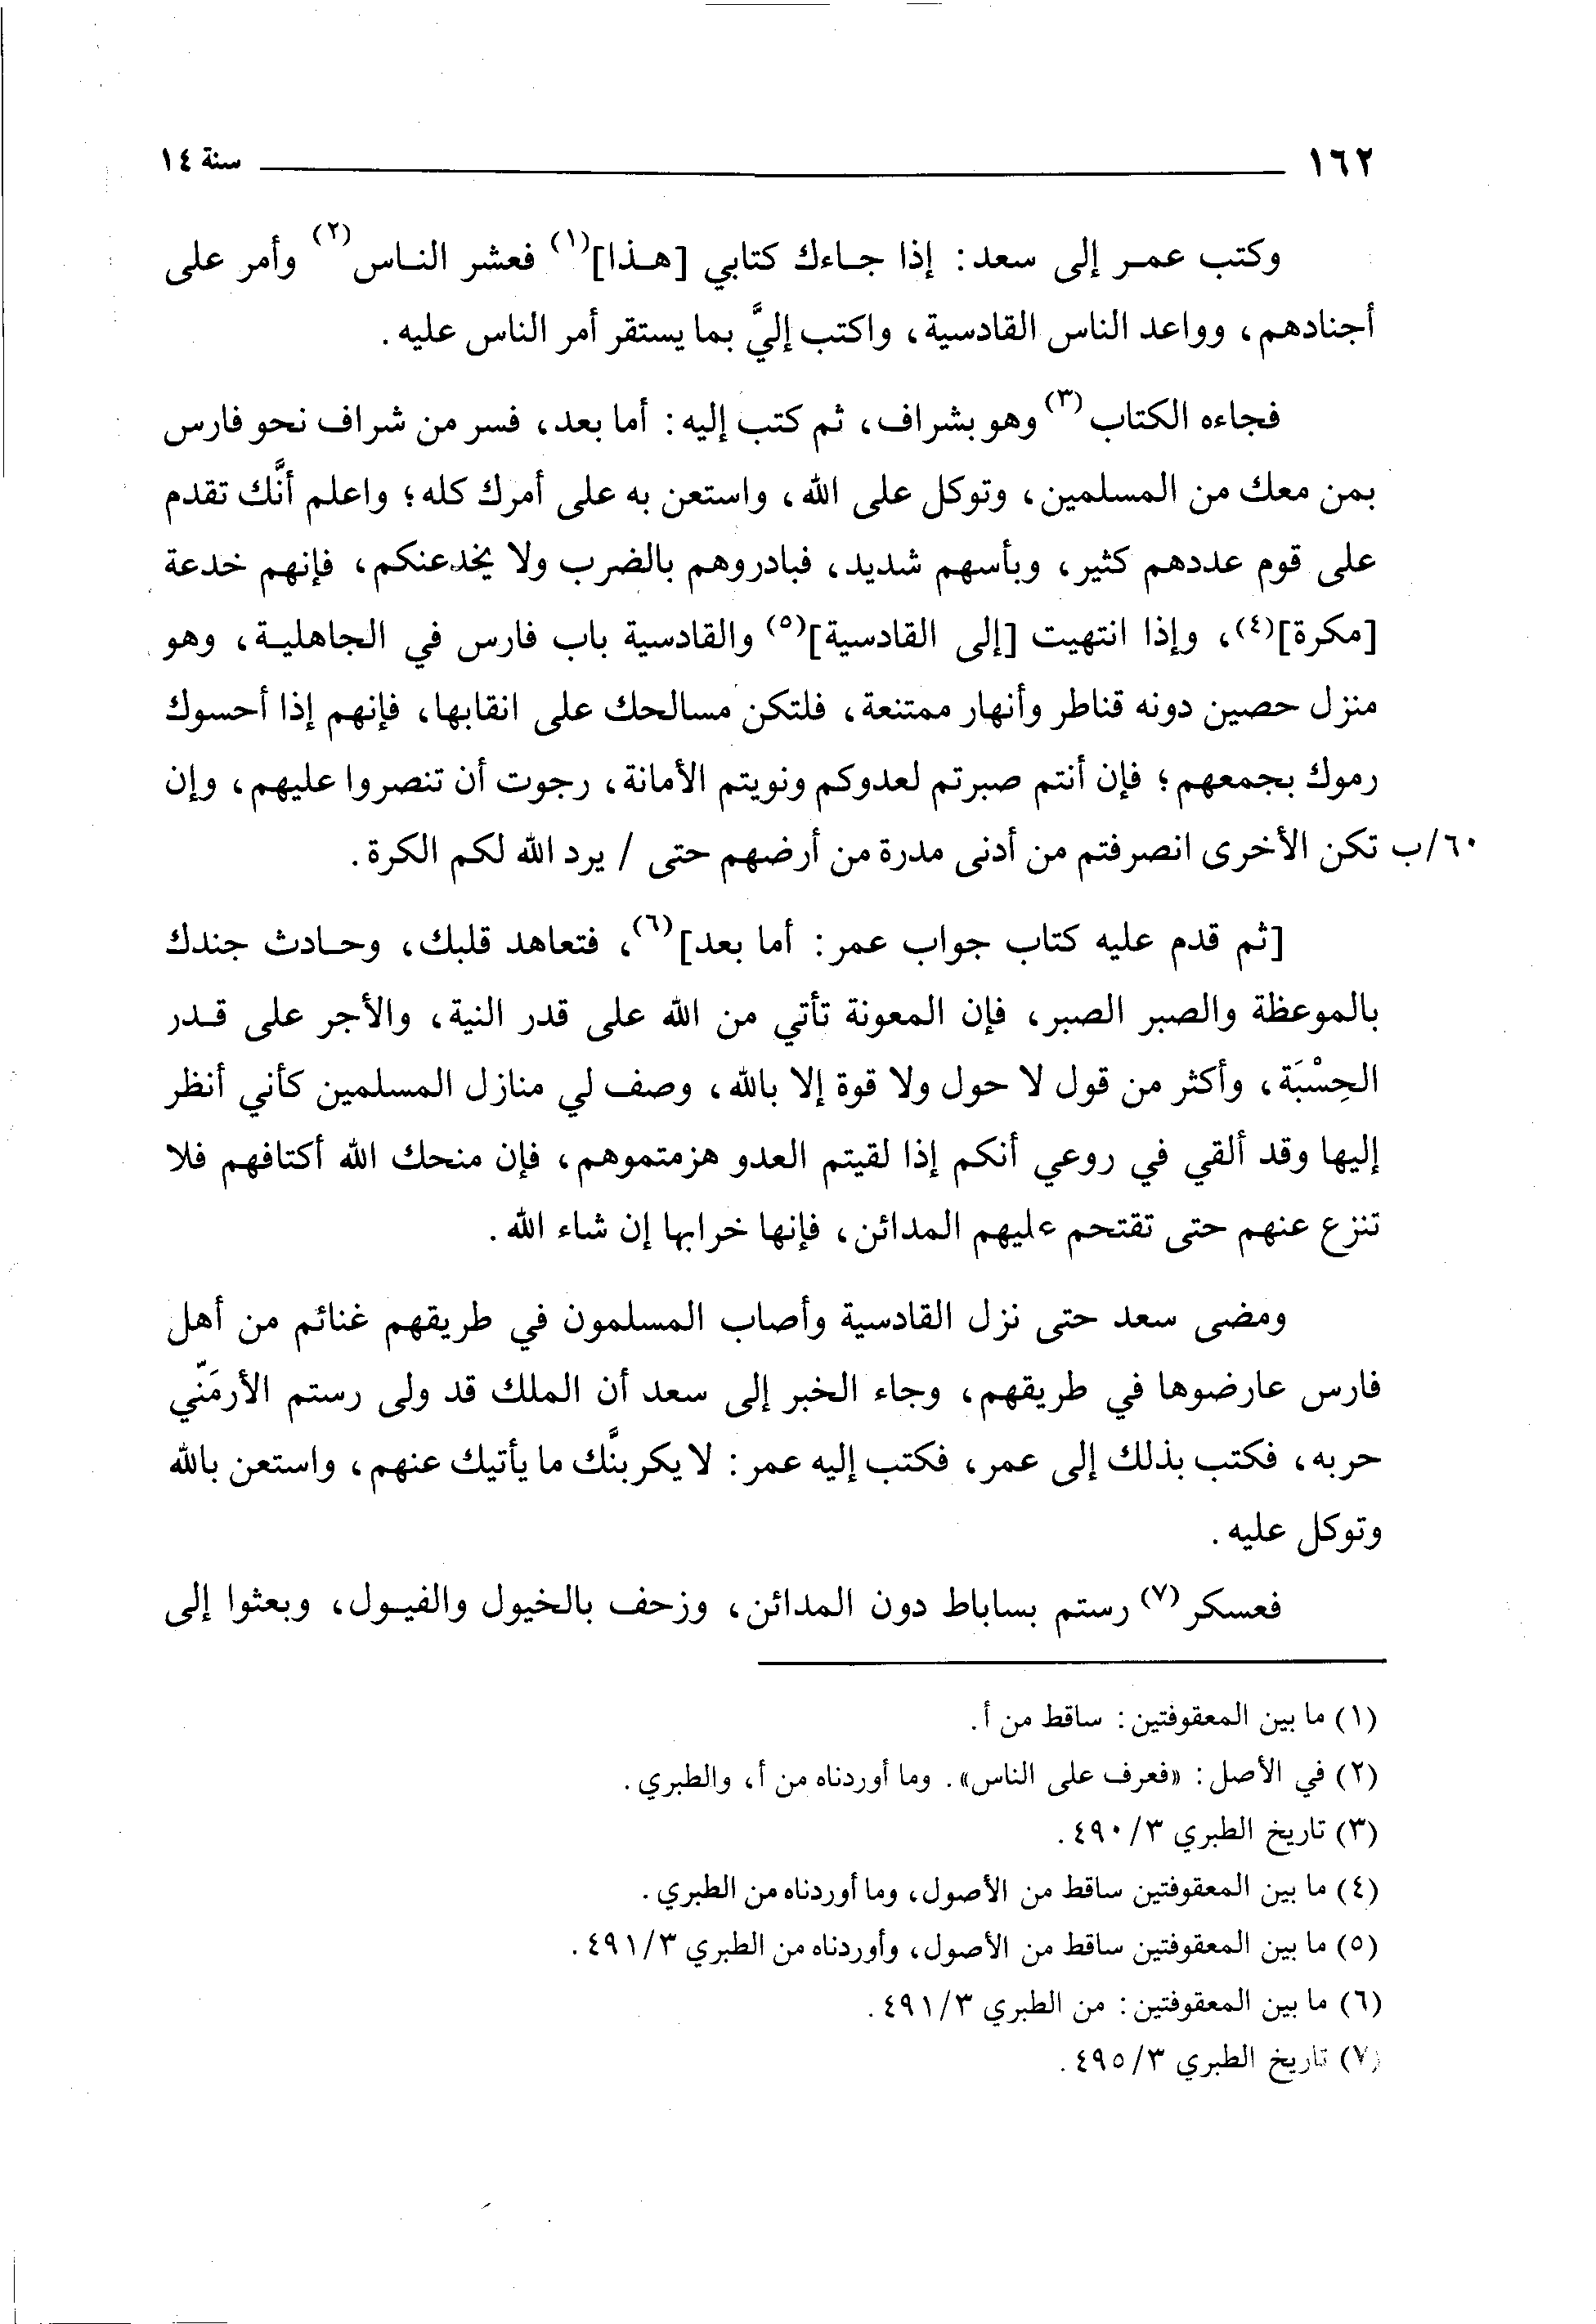 ١٦٢ سنة ١٤
وكتب عمـر إلى سعد: إذا جـاءك كتابي [هـذا](١) فعشر النـاس(٢) وأمر على
أجنادهم، وواعد الناس القادسية، واكتب إليَّ بما يستقر أمر الناس عليه.
فجاءه الكتاب(٣) وهو بشراف، ثم كتب إليه: أما بعد، فسر من شراف نحو فارس
بمن معك من المسلمين، وتوكل على الله، واستعن به على أمرك كله؛ واعلم أنَّك تقدم
على قوم عددهم كثير، وبأسهم شديد، فبادروهم بالضرب ولا يخدعنكم، فإنهم خدعة
[مكرة](٤)، وإذا انتهيت [إلى القادسية](٥) والقادسية باب فارس في الجاهليـة، وهو
منزل حصين دونه قناطر وأنهار ممتنعة، فلتكن مسالحك على انقابها، فإنهم إذا أحسوك
رموك بجمعهم؛ فإن أنتم صبرتم لعدوكم ونويتم الأمانة، رجوت أن تنصروا عليهم، وإن
٦٠/ب تكن الأخرى انصرفتم من أدنى مدرة من أرضهم حتى / يرد الله لكم الكرة.
[ثم قدم عليه كتاب جواب عمر: أما بعد](٦)، فتعاهد قلبك، وحـادث جندك
بالموعظة والصبر الصبر، فإن المعونة تأتي من الله على قدر النية، والأجر على قـدر
الحِسْبَة، وأكثر من قول لا حول ولا قوة إلا بالله، وصف لي منازل المسلمين كأني أنظر
إليها وقد ألقي في روعي أنكم إذا لقيتم العدو هزمتموهم، فإن منحك الله أكتافهم فلا
تنزع عنهم حتى تقتحم عليهم المدائن، فإنها خرابها إن شاء الله.
ومضى سعد حتى نزل القادسية وأصاب المسلمون في طريقهم غنائم من أهل
فارس عارضوها في طريقهم، وجاء الخبر إلى سعد أن الملك قد ولى رستم الأرمَنّي
حربه، فكتب بذلك إلى عمر، فكتب إليه عمر: لا يكربنَّك ما يأتيك عنهم، واستعن بالله
وتوكل عليه.
فعسكر(٧) رستم بساباط دون المدائن، وزحف بالخيول والفيـول، وبعثوا إلى
(١) ما بين المعقوفتين: ساقط من أ.
(٢) في الأصل: «فعرف على الناس». وما أوردناه من أ، والطبري.
(٣) تاريخ الطبري ٣/٤٩٠.
(٤) ما بين المعقوفتين ساقط من الأصول، وما أوردناه من الطبري.
(٥) ما بين المعقوفتين ساقط من الأصول، وأوردناه من الطبري ٣/٤٩١.
(٦) ما بين المعقوفتين: من الطبري ٣/٤٩١.
(٧) تاريخ الطبري ٣/٤٩٥.